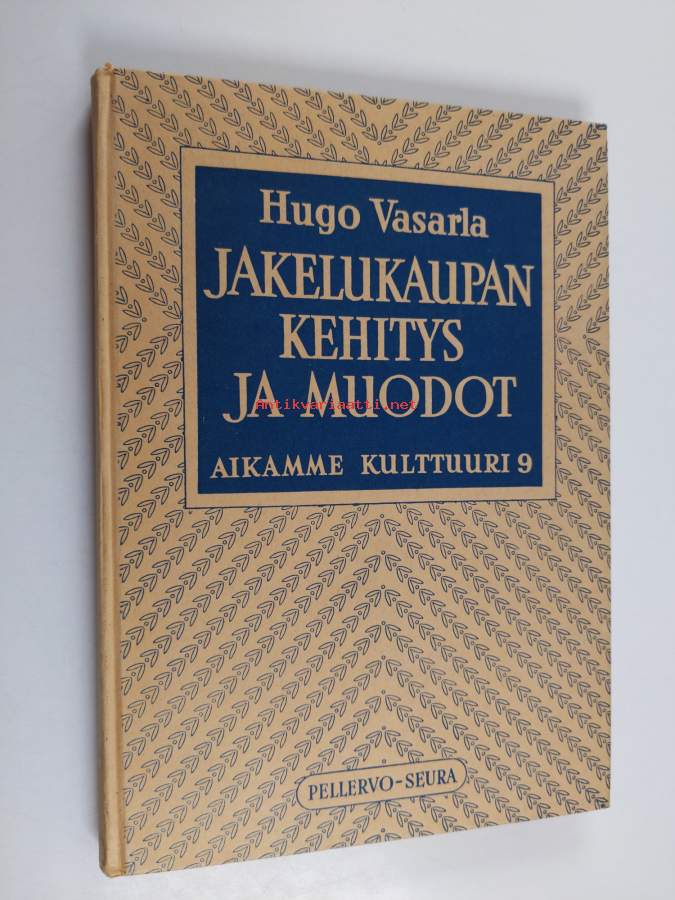 Hugo Vasarla
JAKELUKAUPAN
KEHITYS
JA MUODOT
Antikvariaatti.net
AIKAMME KULTTUURI 9
PELLERVO-SEURA